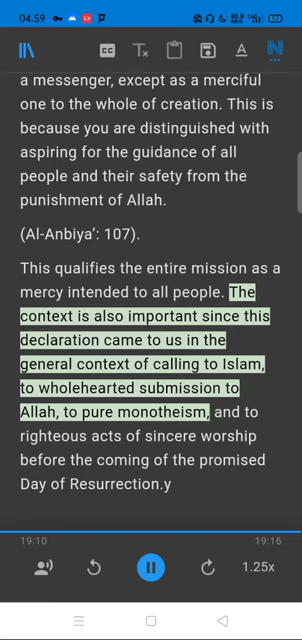 04.59
CC
a messenger, except as a merciful
one to the whole of creation. This is
because you are distinguished with
aspiring for the guidance of all
people and their safety from the
punishment of Allah.
(Al-Anbiya’: 107).
This qualifies the entire mission as a
mercy intended to all people. The
context is also important since this
declaration came to us in the
general context of calling to Islam,
to wholehearted submission to
Allah, to pure monotheism, and to
righteous acts of sincere worship
before the coming of the promised
Day of Resurrection.y
19:10 19:16
1.25x